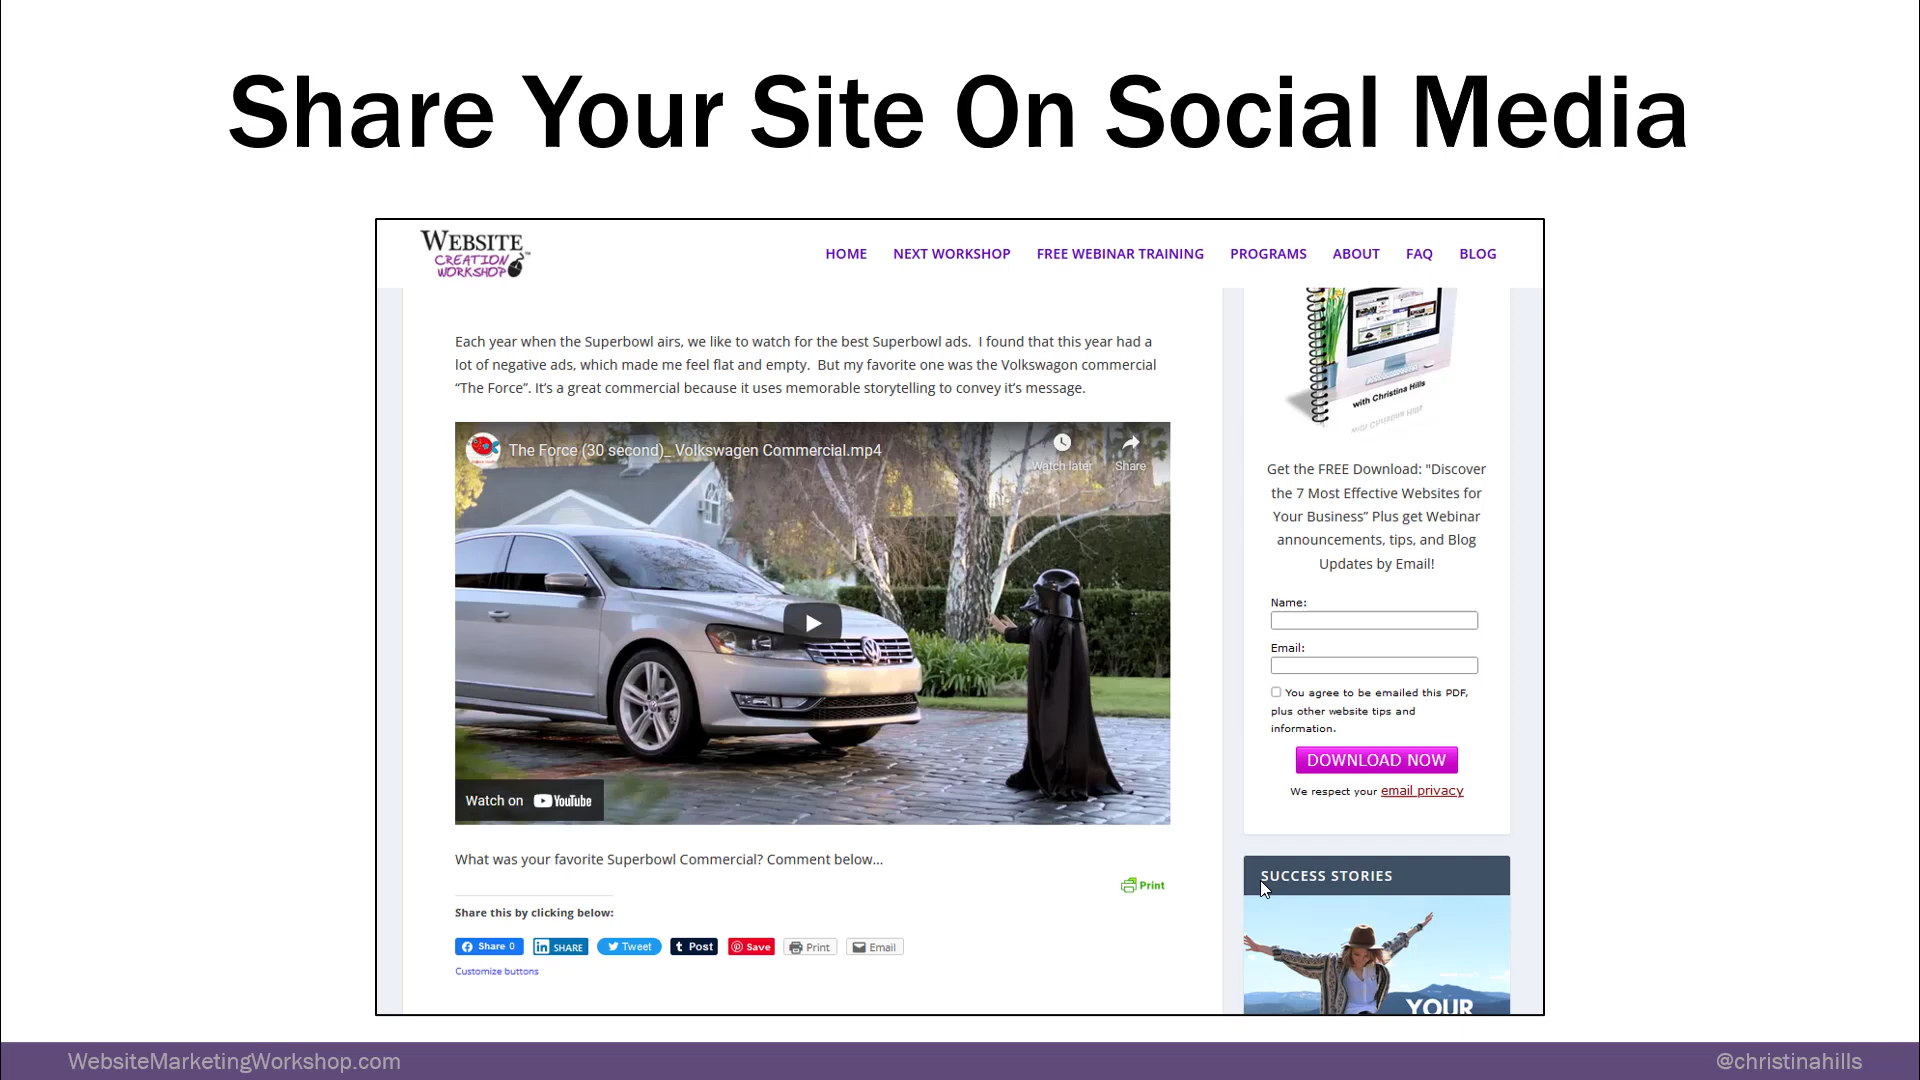 Share Your Site On Social Media
WEBSITE
CREATION
WORKSHOP
HOME NEXT WORKSHOP FREE WEBINAR TRAINING PROGRAMS ABOUT FAQ BLOG
Each year when the Superbowl airs, we like to watch for the best Superbowl ads.  I found that this year had a
lot of negative ads, which made me feel flat and empty.  But my favorite one was the Volkswagon commercial
“The Force”. It’s a great commercial because it uses memorable storytelling to convey it’s message.
The Force (30 second)_ Volkswagen Commercial.mp4
Watch later
Share
Watch on YouTube
What was your favorite Superbowl Commercial? Comment below...
Print
Share this by clicking below:
Share 0 in SHARE Tweet t Post Save Print Email
Customize buttons
with Christina Hills
Get the FREE Download: "Discover
the 7 Most Effective Websites for
Your Business” Plus get Webinar
announcements, tips, and Blog
Updates by Email!
Name:
Email:
You agree to be emailed this PDF,
plus other website tips and
information.
DOWNLOAD NOW
We respect your email privacy
SUCCESS STORIES
YOUR
WebsiteMarketingWorkshop.com
@christinahills